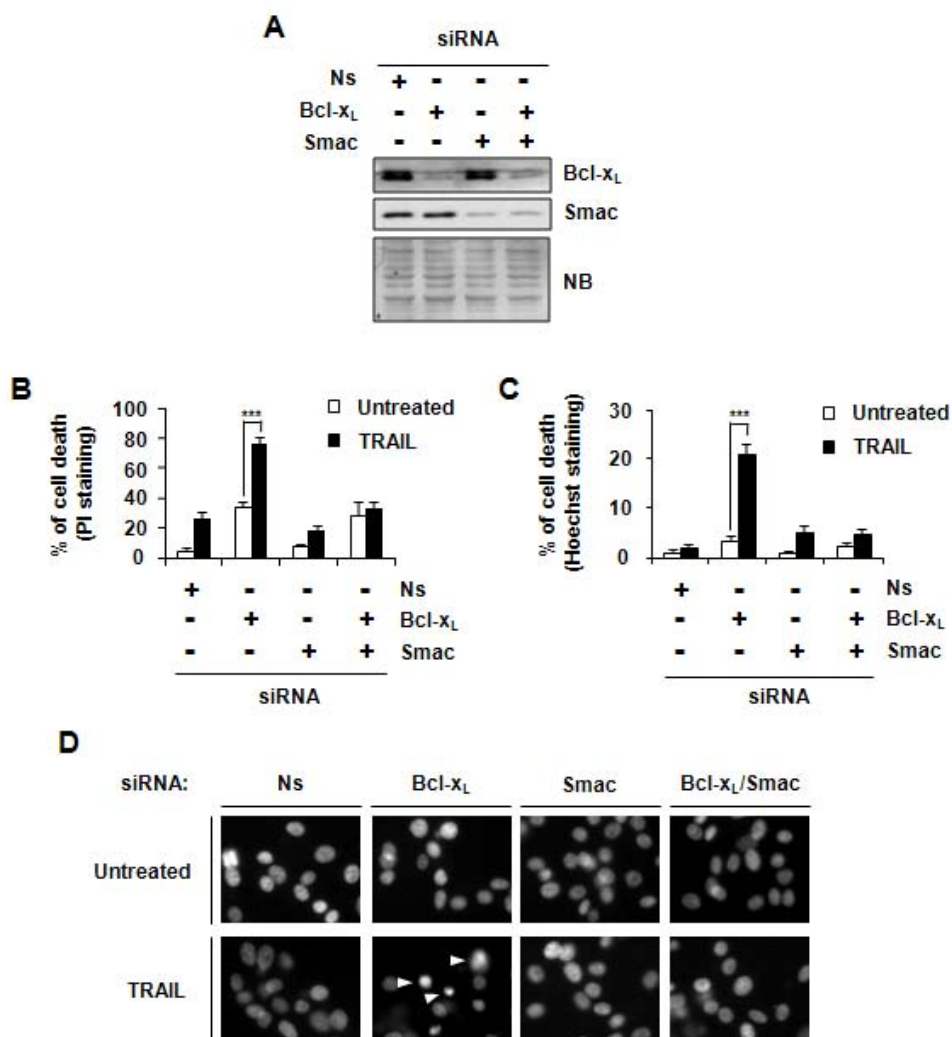 A
siRNA
Ns + - - -
Bcl-xL - + - +
Smac - - + +
Bcl-xL
Smac
NB
B
% of cell death
(PI staining)
100
80
60
40
20
0
***
Untreated
TRAIL
+ - - - Ns
- + - + Bcl-xL
- - + + Smac
siRNA
C
% of cell death
(Hoechst staining)
30
20
10
0
***
Untreated
TRAIL
+ - - - Ns
- + - + Bcl-xL
- - + + Smac
siRNA
D
siRNA: Ns Bcl-xL Smac Bcl-xL/Smac
Untreated
TRAIL